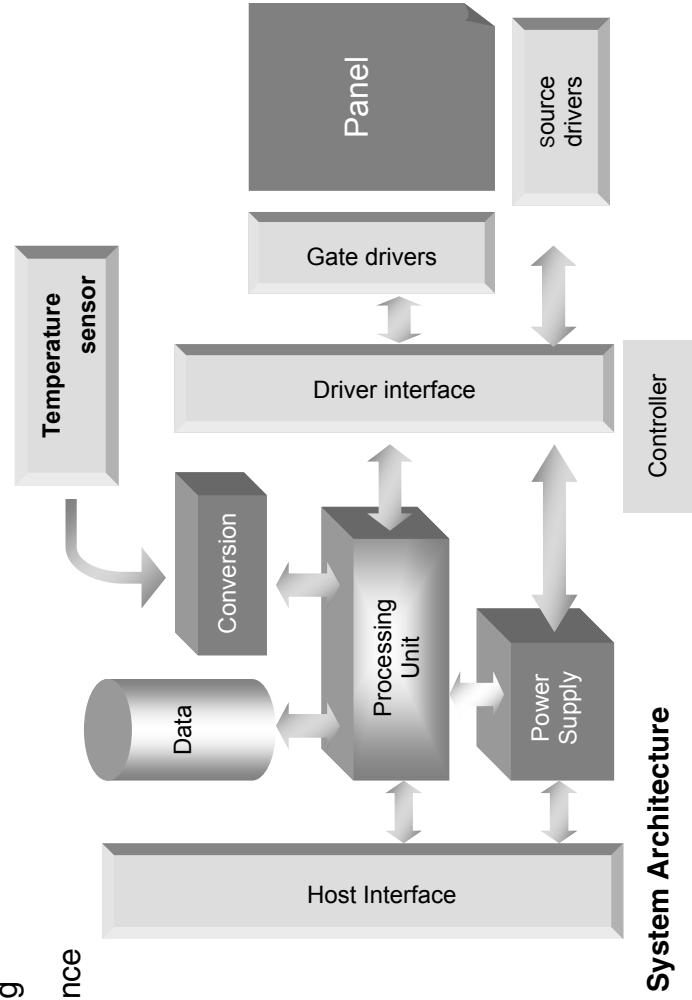 g
nce
Temperature
sensor
Panel
Conversion
Data
Gate drivers
source
drivers
Driver interface
Processing
Unit
Power
Supply
Host Interface
Controller
System Architecture